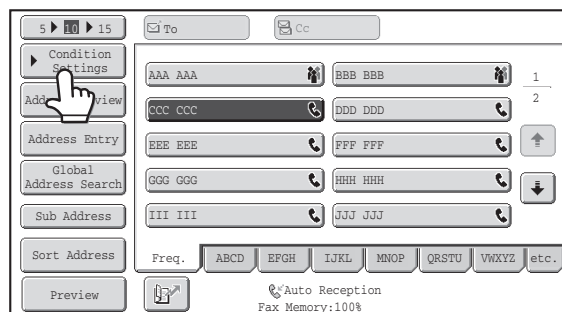 5 10 15
To
Cc
Condition
Settings
Address Review
Address Entry
Global
Address Search
Sub Address
Sort Address
Preview
AAA AAA
BBB BBB
CCC CCC
DDD DDD
EEE EEE
FFF FFF
GGG GGG
HHH HHH
III III
JJJ JJJ
1
2
Freq.
ABCD
EFGH
IJKL
MNOP
QRSTU
VWXYZ
etc.
Auto Reception
Fax Memory:100%